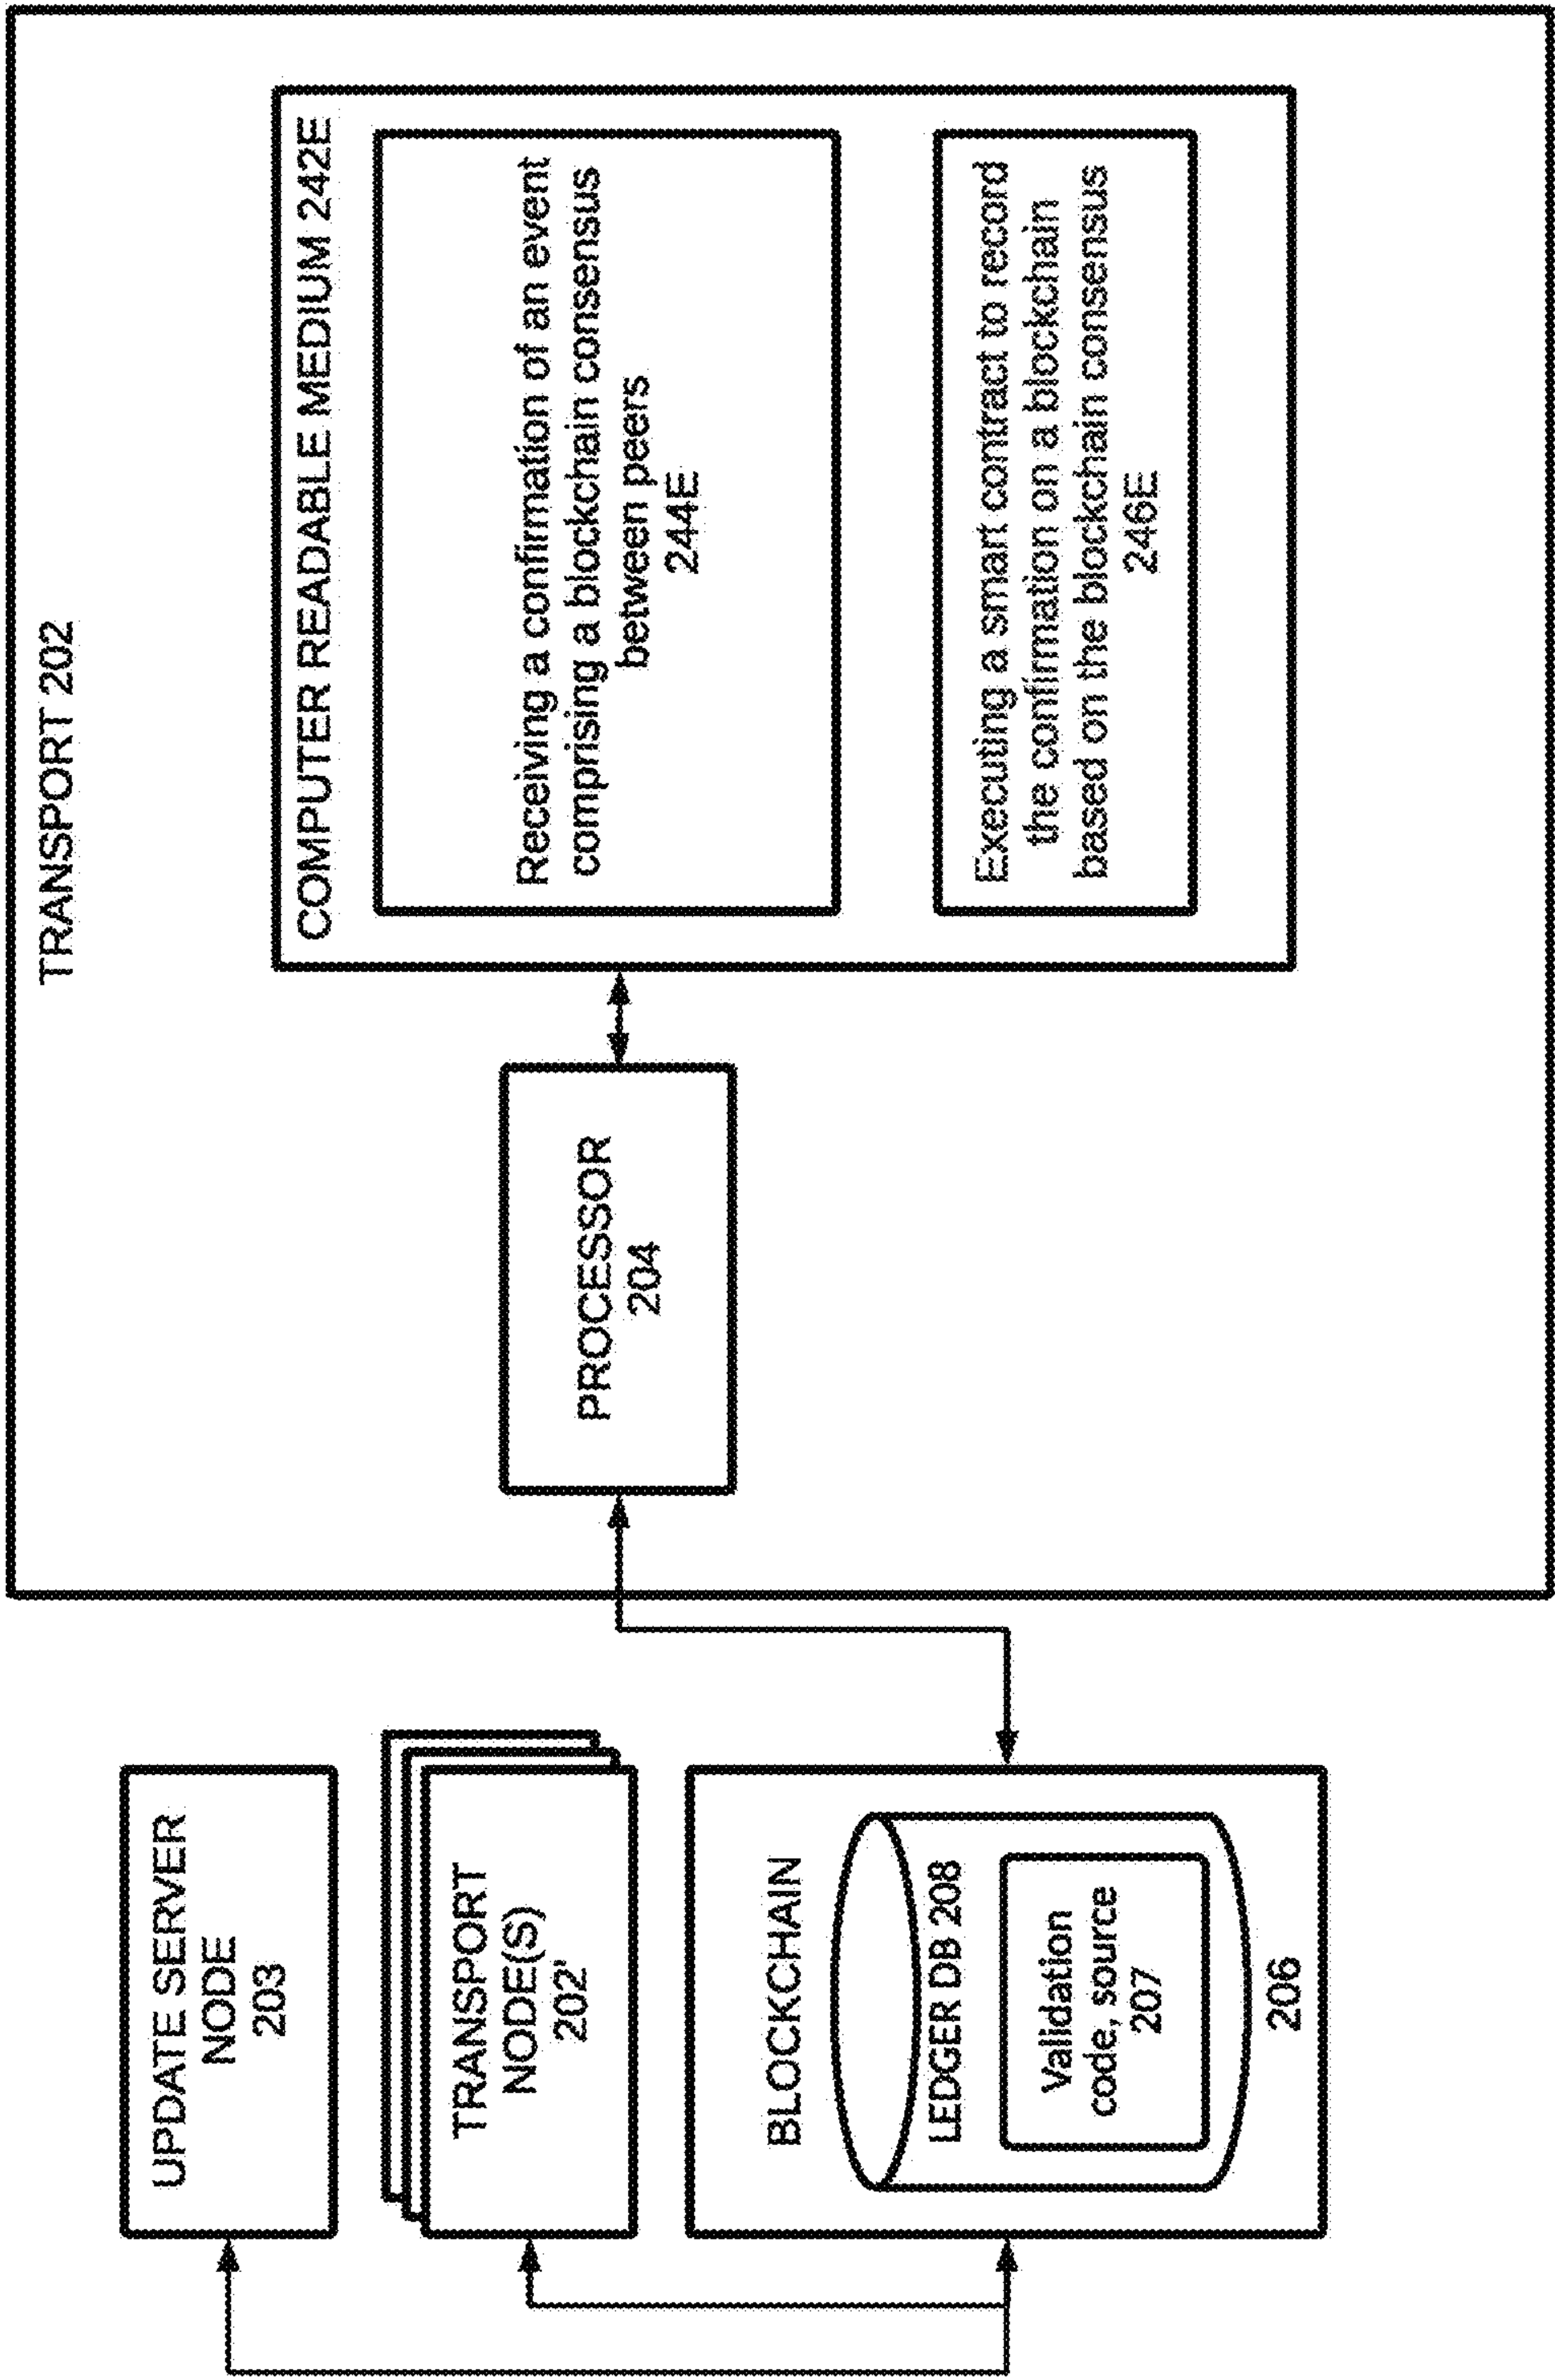 TRANSPORT 202
UPDATE SERVER
NODE
203
TRANSPORT
NODE(S)
202'
BLOCKCHAIN
LEDGER DB 208
Validation
code, source
207
206
PROCESSOR
204
COMPUTER READABLE MEDIUM 242E
Receiving a confirmation of an event
comprising a blockchain consensus
between peers
244E
Executing a smart contract to record
the confirmation on a blockchain
based on the blockchain consensus
246E